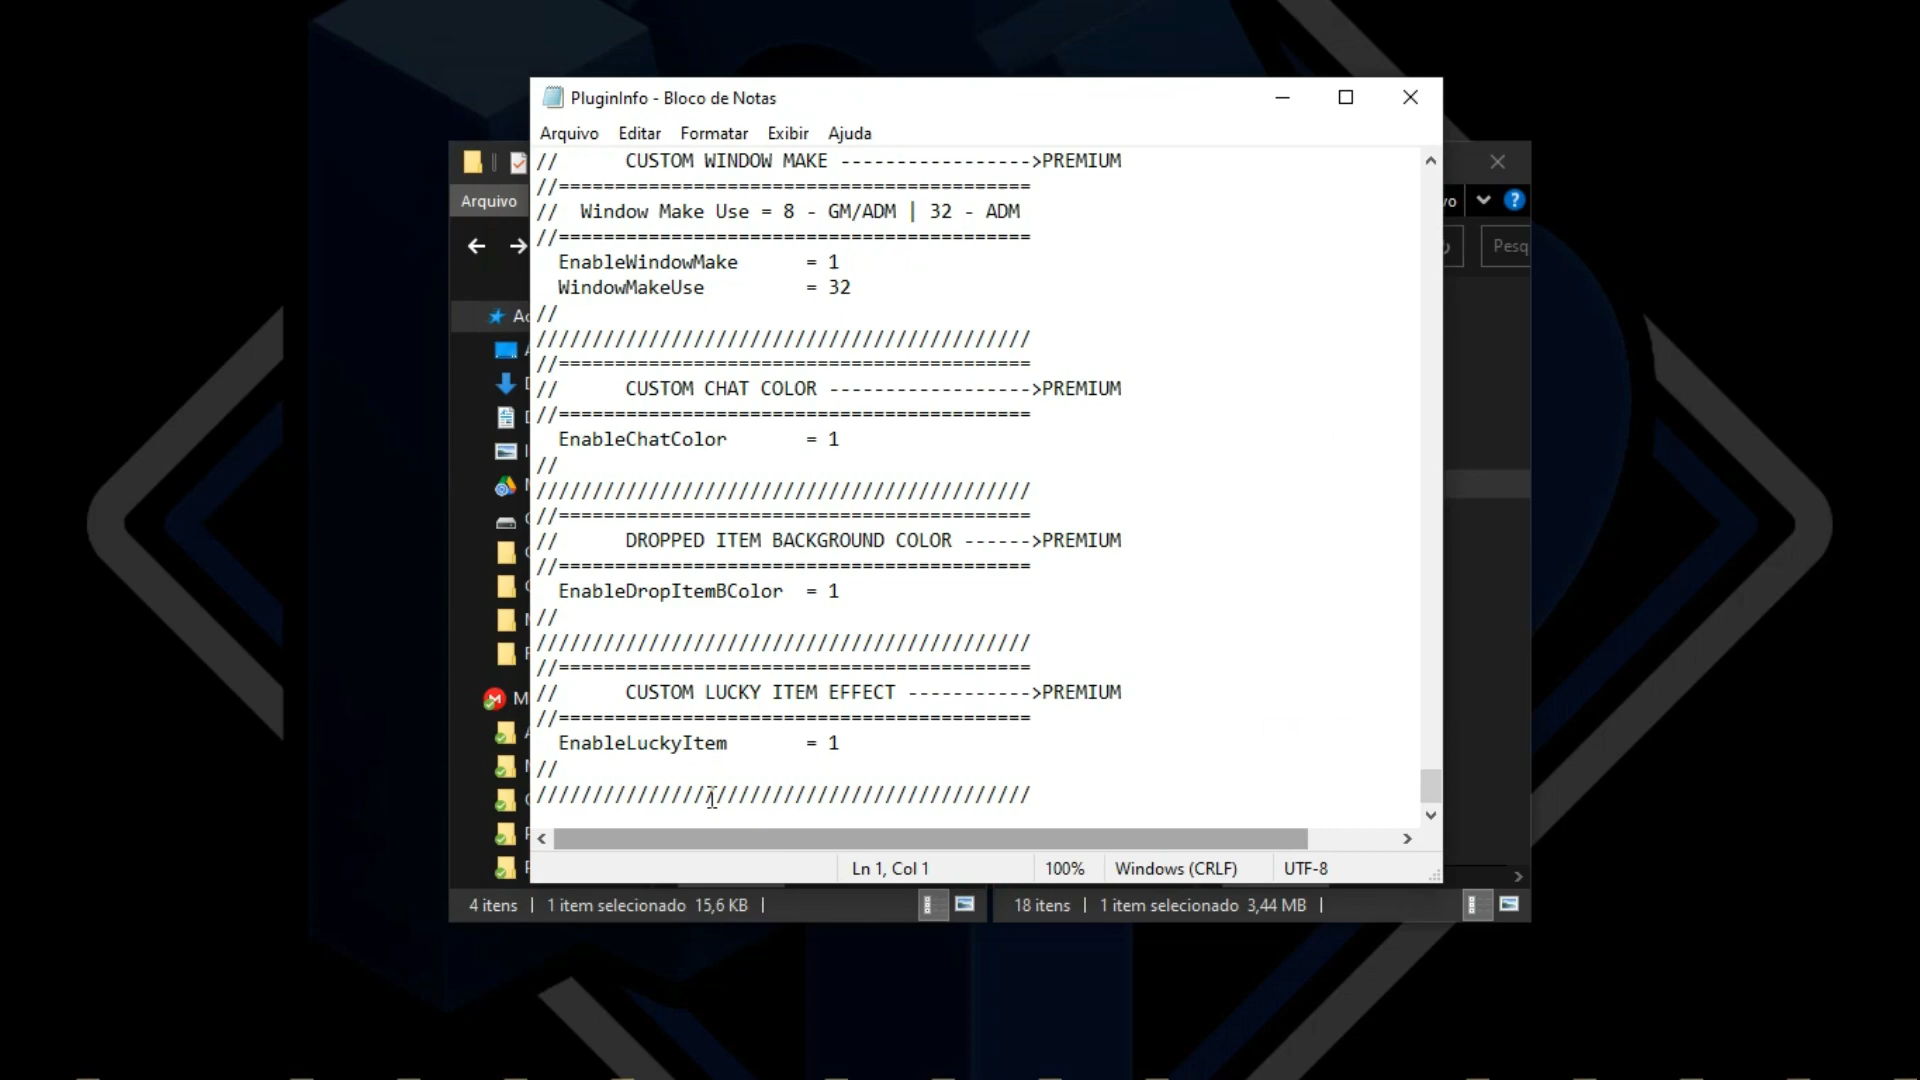 PluginInfo - Bloco de Notas
Arquivo Editar Formatar Exibir Ajuda
//      CUSTOM WINDOW MAKE ----------------->PREMIUM
//==========================================
//  Window Make Use = 8 - GM/ADM | 32 - ADM
//==========================================
EnableWindowMake      = 1
WindowMakeUse         = 32
//
////////////////////////////////////////////
//==========================================
//      CUSTOM CHAT COLOR ------------------>PREMIUM
//==========================================
EnableChatColor       = 1
//
////////////////////////////////////////////
//==========================================
//      DROPPED ITEM BACKGROUND COLOR ------>PREMIUM
//==========================================
EnableDropItemBColor  = 1
//
////////////////////////////////////////////
//==========================================
//      CUSTOM LUCKY ITEM EFFECT ----------->PREMIUM
//==========================================
EnableLuckyItem       = 1
//
////////////////////////////////////////////
Ln 1, Col 1 100% Windows (CRLF) UTF-8
Arquivo
Pesq
4 itens | 1 item selecionado 15,6 KB |
18 itens | 1 item selecionado 3,44 MB |